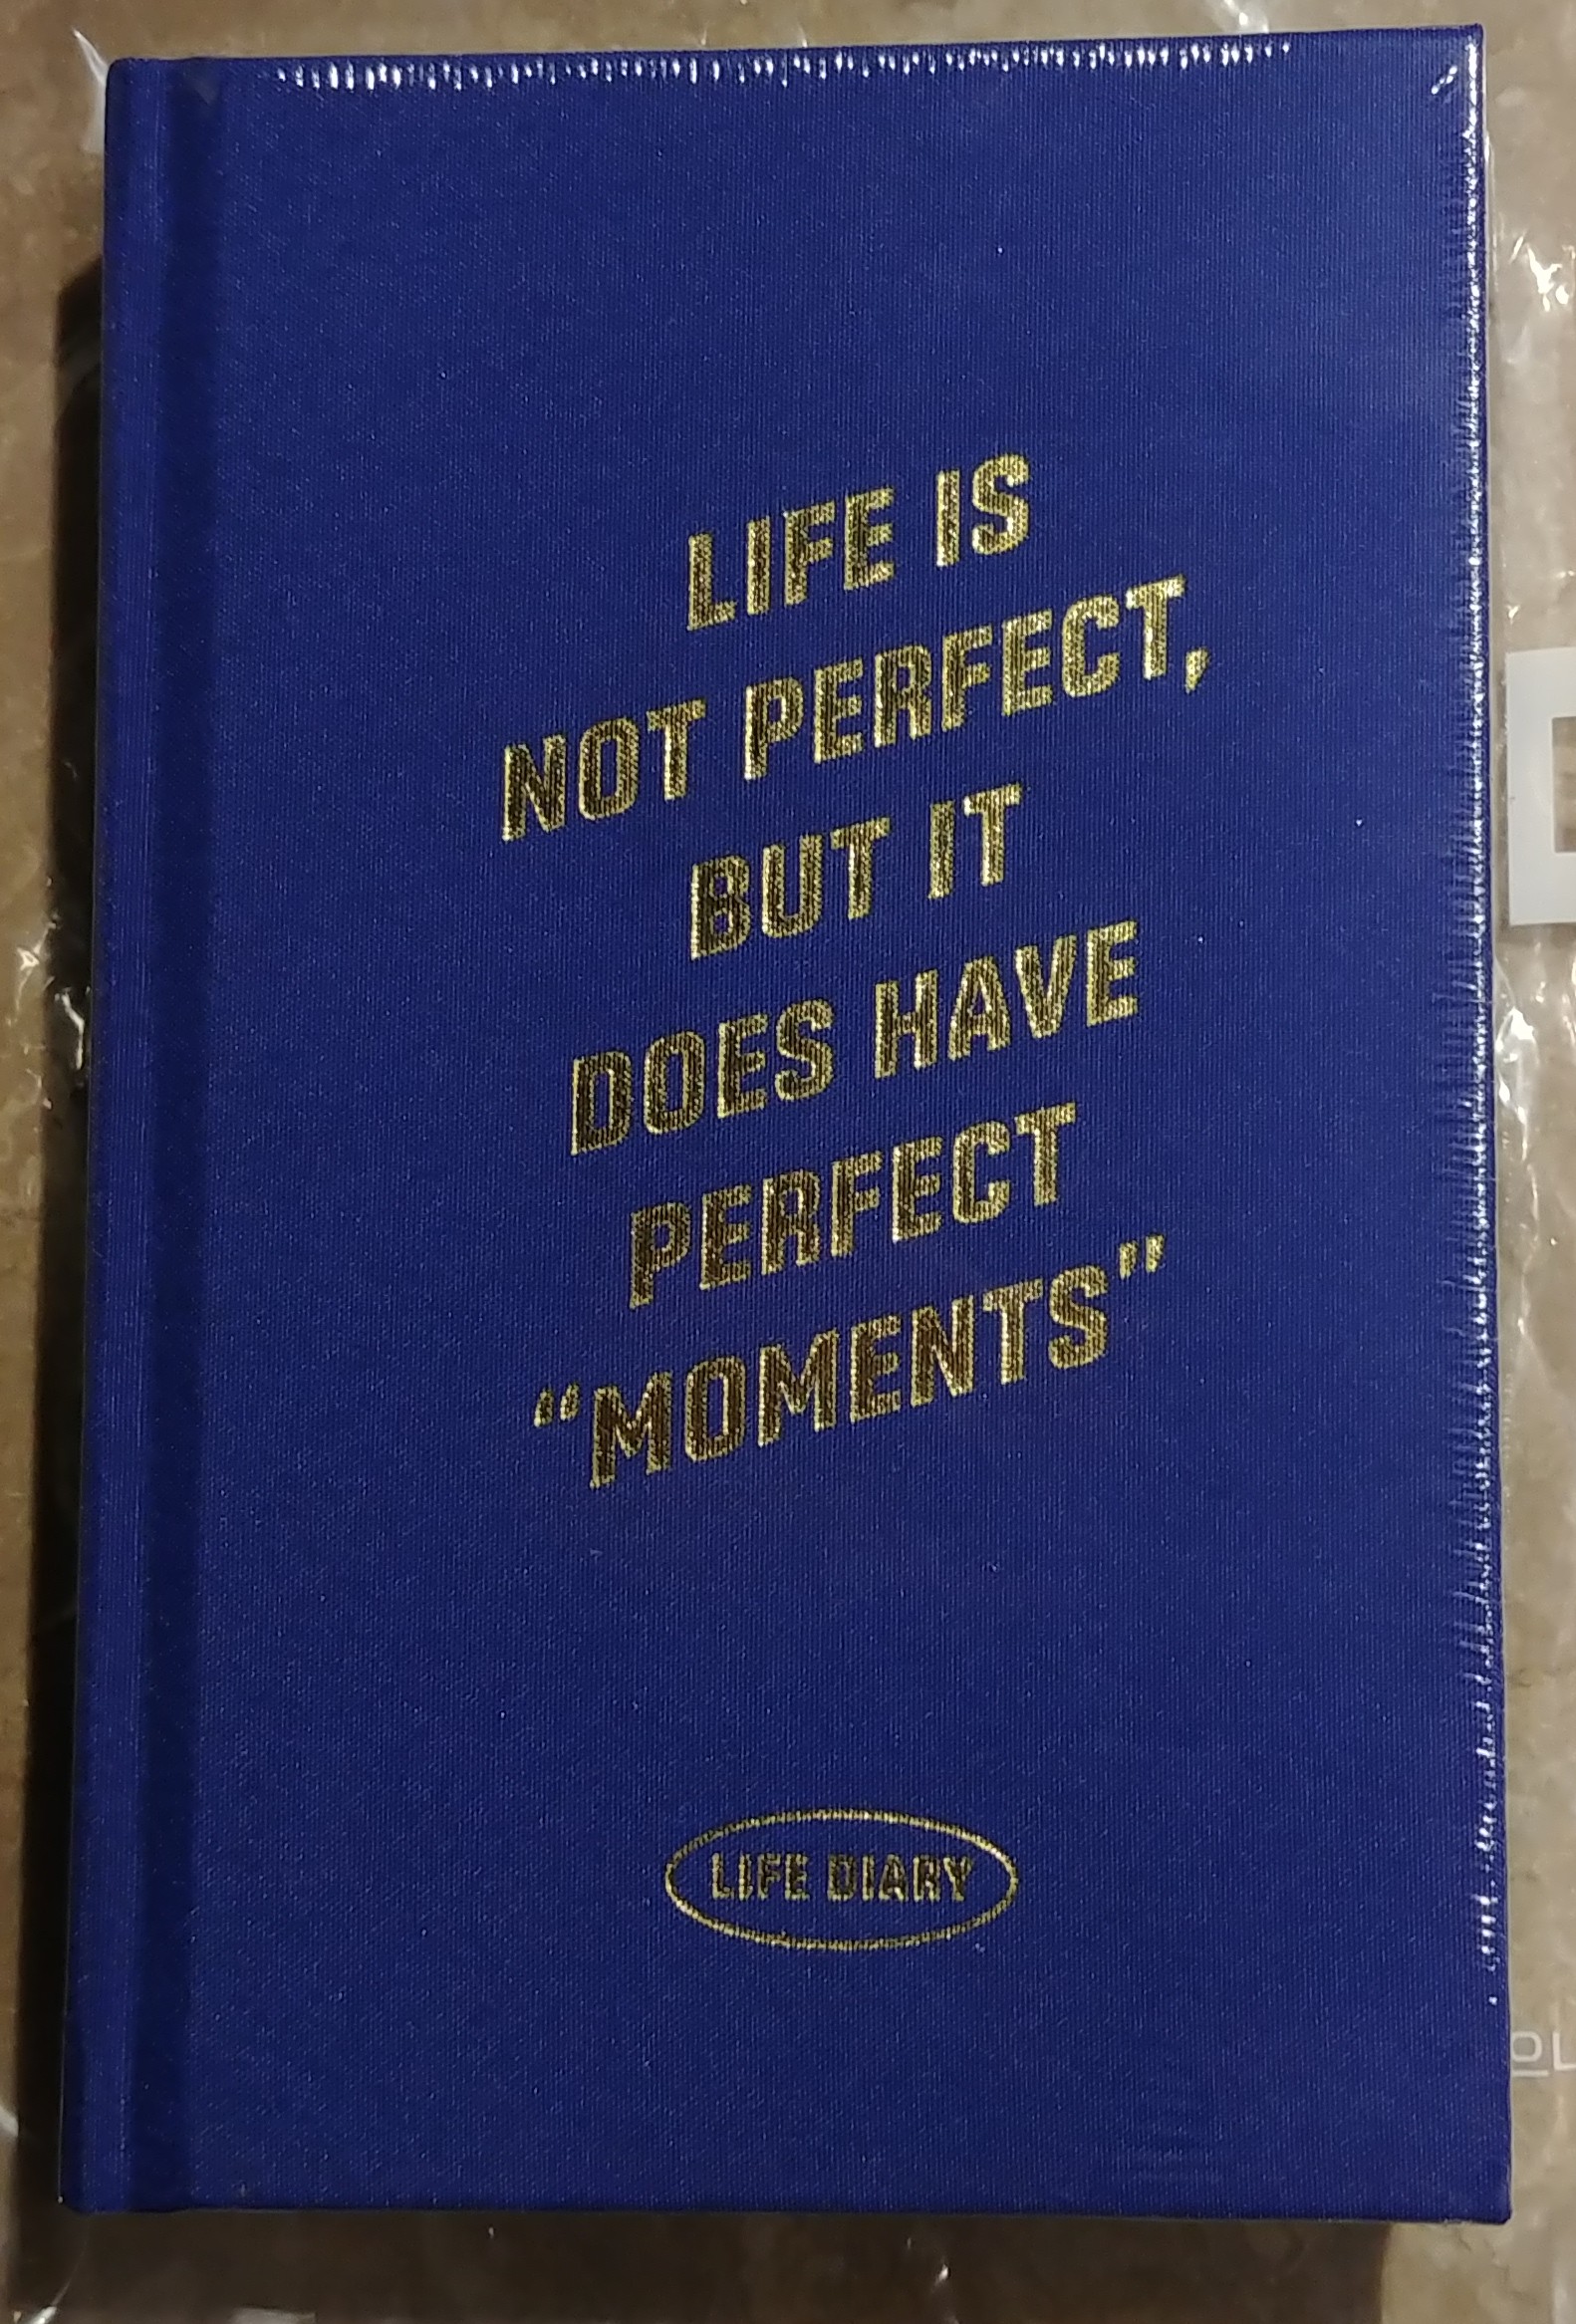 LIFE IS
NOT PERFECT,
BUT IT
DOES HAVE
PERFECT
“MOMENTS”
LIFE DIARY